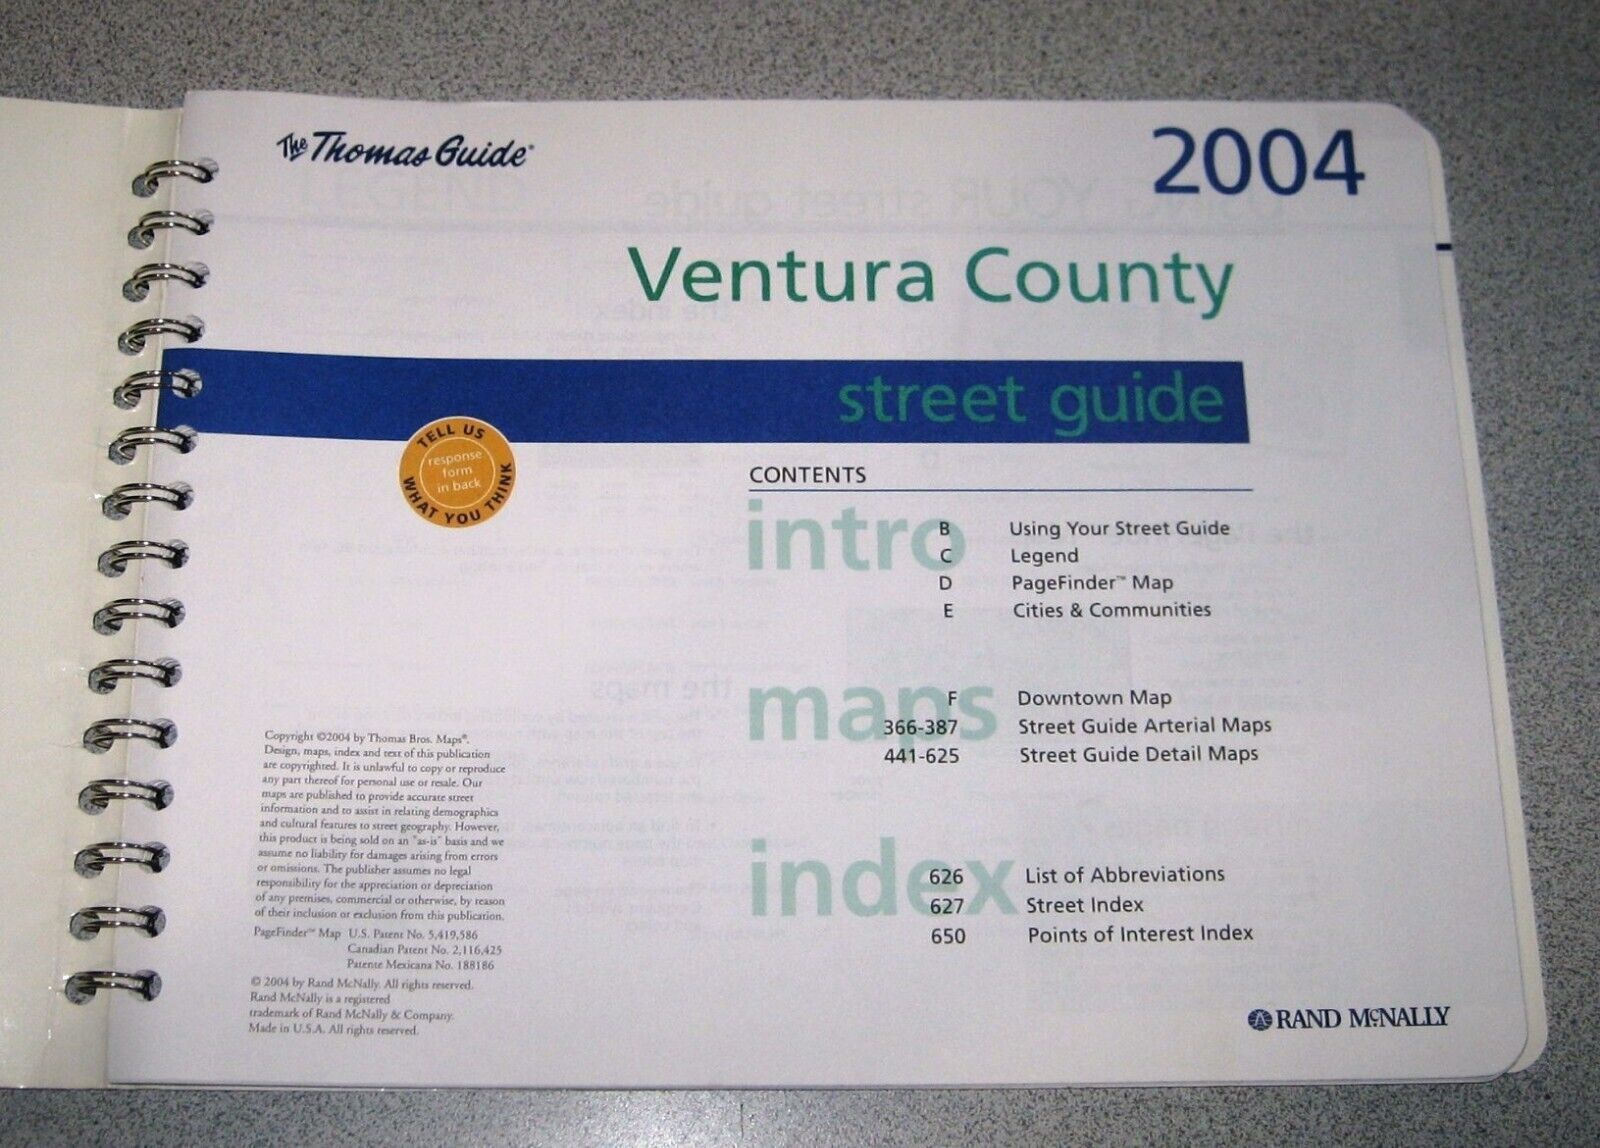 The Thomas Guide®
2004
Ventura County
street guide
TELL US
response
form
in back
WHAT YOU THINK
CONTENTS
intro
B Using Your Street Guide
C Legend
D PageFinder™ Map
E Cities & Communities
maps
F Downtown Map
366-387 Street Guide Arterial Maps
441-625 Street Guide Detail Maps
index
626 List of Abbreviations
627 Street Index
650 Points of Interest Index
Copyright ©2004 by Thomas Bros. Maps®.
Design, maps, index and text of this publication
are copyrighted. It is unlawful to copy or reproduce
any part thereof for personal use or resale. Our
maps are published to provide accurate street
information and to assist in relating demographics
and cultural features to street geography. However,
this product is being sold on an "as-is" basis and we
assume no liability for damages arising from errors
or omissions. The publisher assumes no legal
responsibility for the appreciation or depreciation
of any premises, commercial or otherwise, by reason
of their inclusion or exclusion from this publication.
PageFinder™ Map U.S. Patent No. 5,419,586
Canadian Patent No. 2,116,425
Patente Mexicana No. 188186
© 2004 by Rand McNally. All rights reserved.
Rand McNally is a registered
trademark of Rand McNally & Company.
Made in U.S.A. All rights reserved.
RAND McNALLY